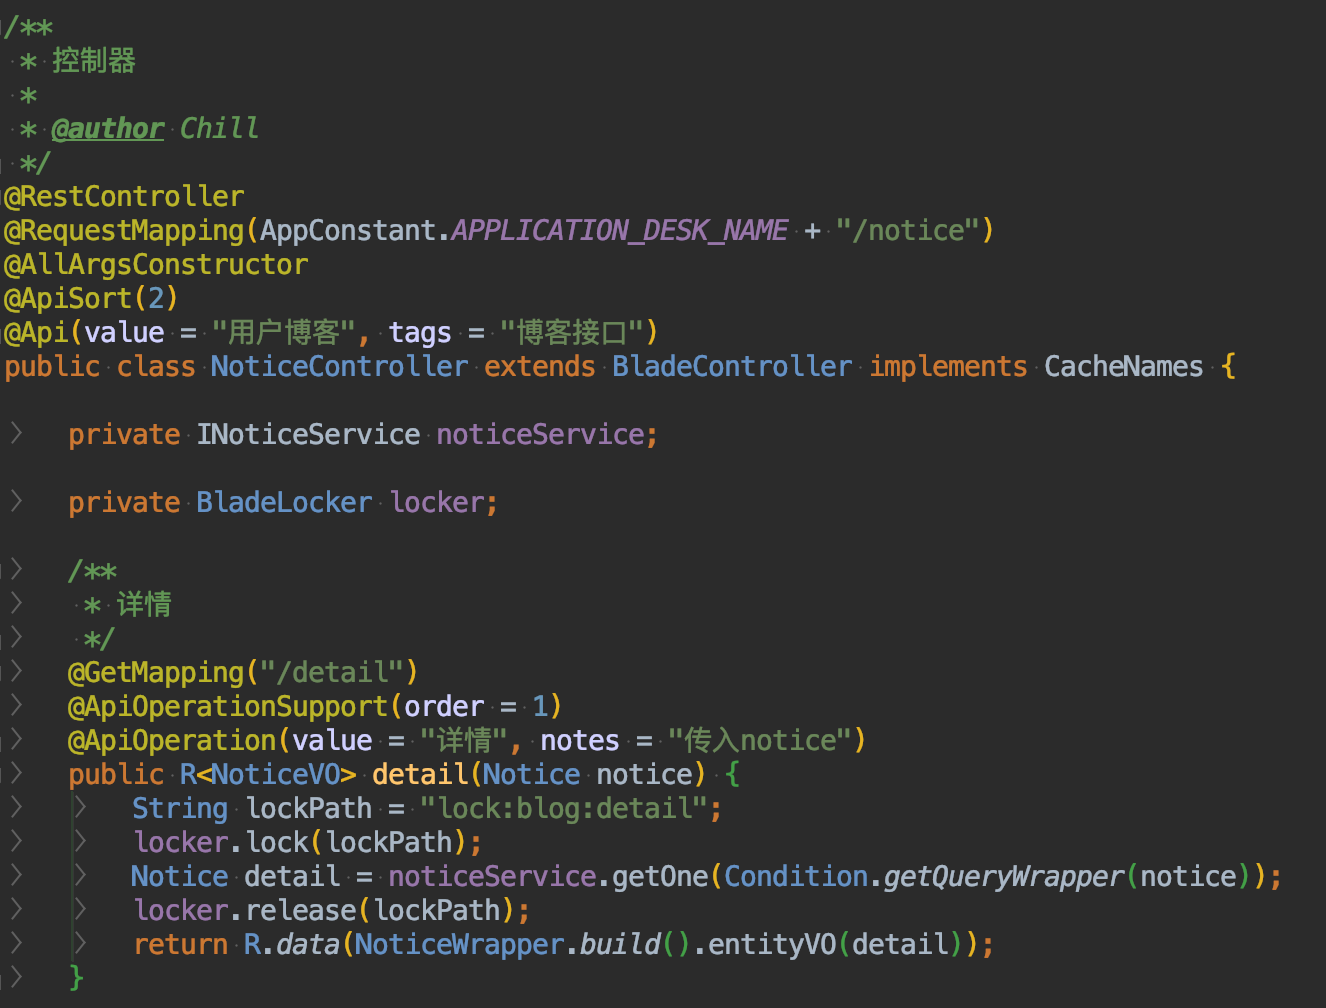 /**
 * 控制器
 *
 * @author Chill
 */
@RestController
@RequestMapping(AppConstant.APPLICATION_DESK_NAME + "/notice")
@AllArgsConstructor
@ApiSort(2)
@Api(value = "用户博客", tags = "博客接口")
public class NoticeController extends BladeController implements CacheNames {
    private INoticeService noticeService;
    private BladeLocker locker;
    /**
     * 详情
     */
    @GetMapping("/detail")
    @ApiOperationSupport(order = 1)
    @ApiOperation(value = "详情", notes = "传入notice")
    public R<NoticeVO> detail(Notice notice) {
        String lockPath = "lock:blog:detail";
        locker.lock(lockPath);
        Notice detail = noticeService.getOne(Condition.getQueryWrapper(notice));
        locker.release(lockPath);
        return R.data(NoticeWrapper.build().entityVO(detail));
    }